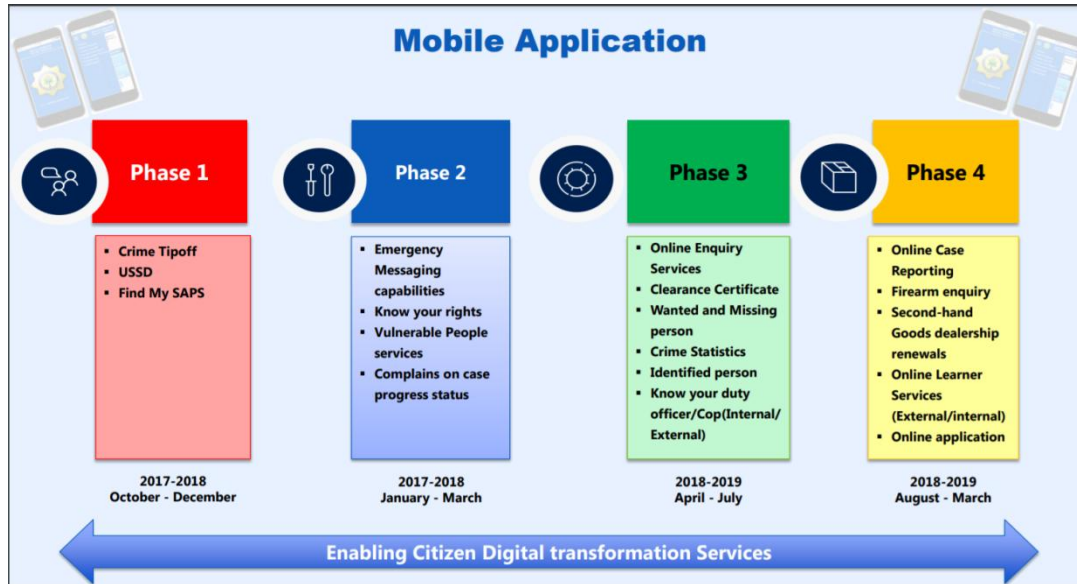 Mobile Application
Phase 1
▪ Crime Tipoff
▪ USSD
▪ Find My SAPS
2017-2018
October - December
Phase 2
▪ Emergency
Messaging
capabilities
▪ Know your rights
▪ Vulnerable People
services
▪ Complains on case
progress status
2017-2018
January - March
Phase 3
▪ Online Enquiry
Services
▪ Clearance Certificate
▪ Wanted and Missing
person
▪ Crime Statistics
▪ Identified person
▪ Know your duty
officer/Cop(Internal/
External)
2018-2019
April - July
Phase 4
▪ Online Case
Reporting
▪ Firearm enquiry
▪ Second-hand
Goods dealership
renewals
▪ Online Learner
Services
(External/internal)
▪ Online application
2018-2019
August - March
Enabling Citizen Digital transformation Services